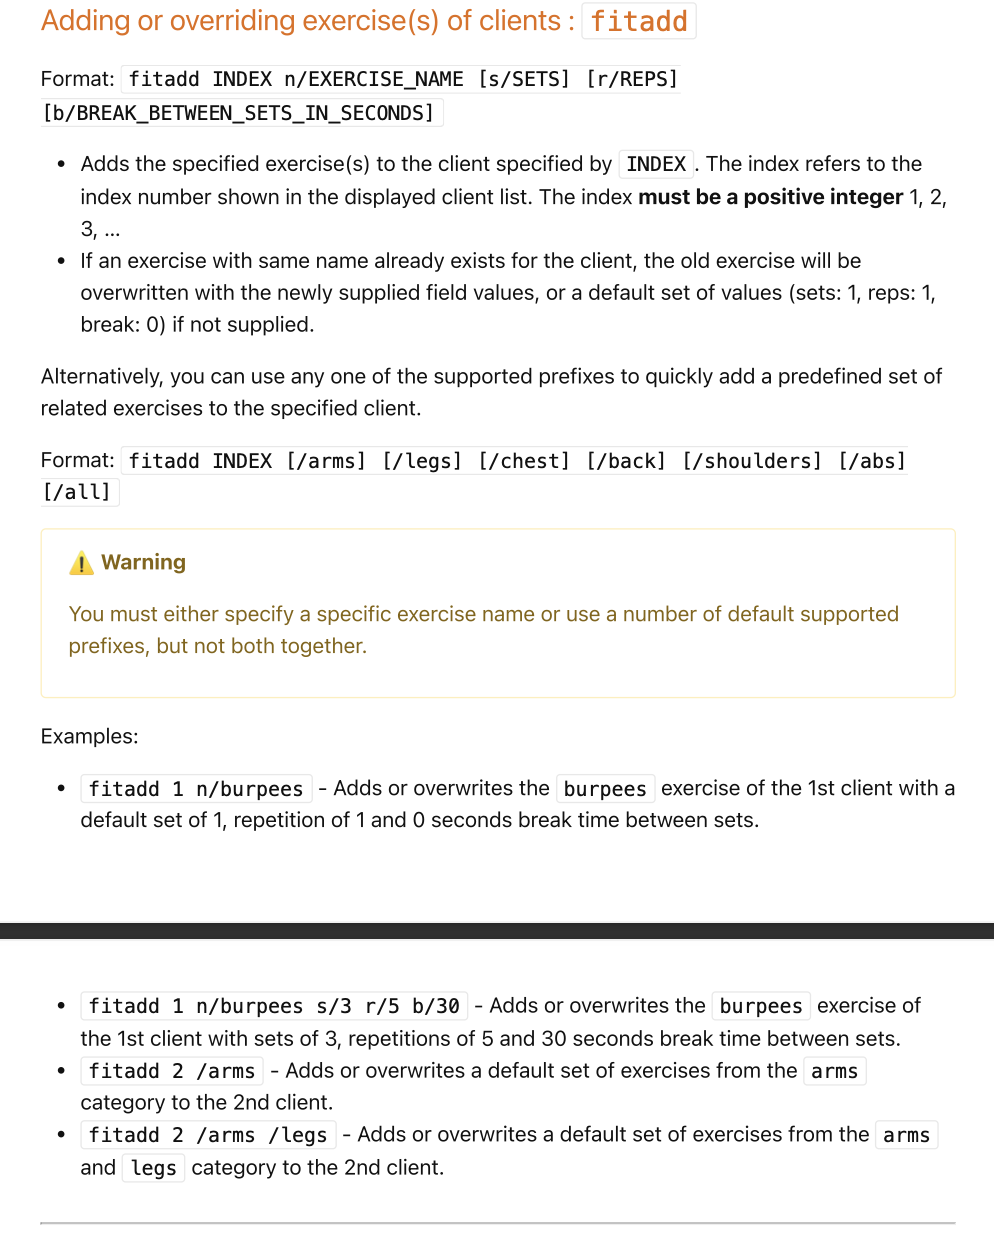 Adding or overriding exercise(s) of clients : fitadd
Format: fitadd INDEX n/EXERCISE_NAME [s/SETS] [r/REPS]
[b/BREAK_BETWEEN_SETS_IN_SECONDS]
• Adds the specified exercise(s) to the client specified by INDEX . The index refers to the
index number shown in the displayed client list. The index must be a positive integer 1, 2,
3, …
• If an exercise with same name already exists for the client, the old exercise will be
overwritten with the newly supplied field values, or a default set of values (sets: 1, reps: 1,
break: 0) if not supplied.
Alternatively, you can use any one of the supported prefixes to quickly add a predefined set of
related exercises to the specified client.
Format: fitadd INDEX [/arms] [/legs] [/chest] [/back] [/shoulders] [/abs]
[/all]
⚠️ Warning
You must either specify a specific exercise name or use a number of default supported
prefixes, but not both together.
Examples:
• fitadd 1 n/burpees - Adds or overwrites the burpees exercise of the 1st client with a
default set of 1, repetition of 1 and 0 seconds break time between sets.
• fitadd 1 n/burpees s/3 r/5 b/30 - Adds or overwrites the burpees exercise of
the 1st client with sets of 3, repetitions of 5 and 30 seconds break time between sets.
• fitadd 2 /arms - Adds or overwrites a default set of exercises from the arms
category to the 2nd client.
• fitadd 2 /arms /legs - Adds or overwrites a default set of exercises from the arms
and legs category to the 2nd client.